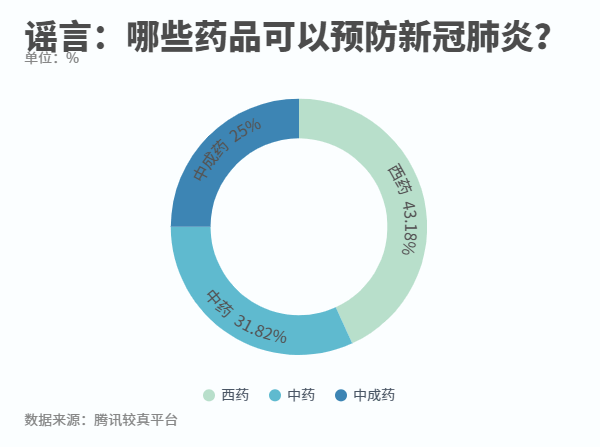 谣言：哪些药品可以预防新冠肺炎？
单位：%
中成药 25%
西药 43.18%
中药 31.82%
西药 中药 中成药
数据来源：腾讯较真平台